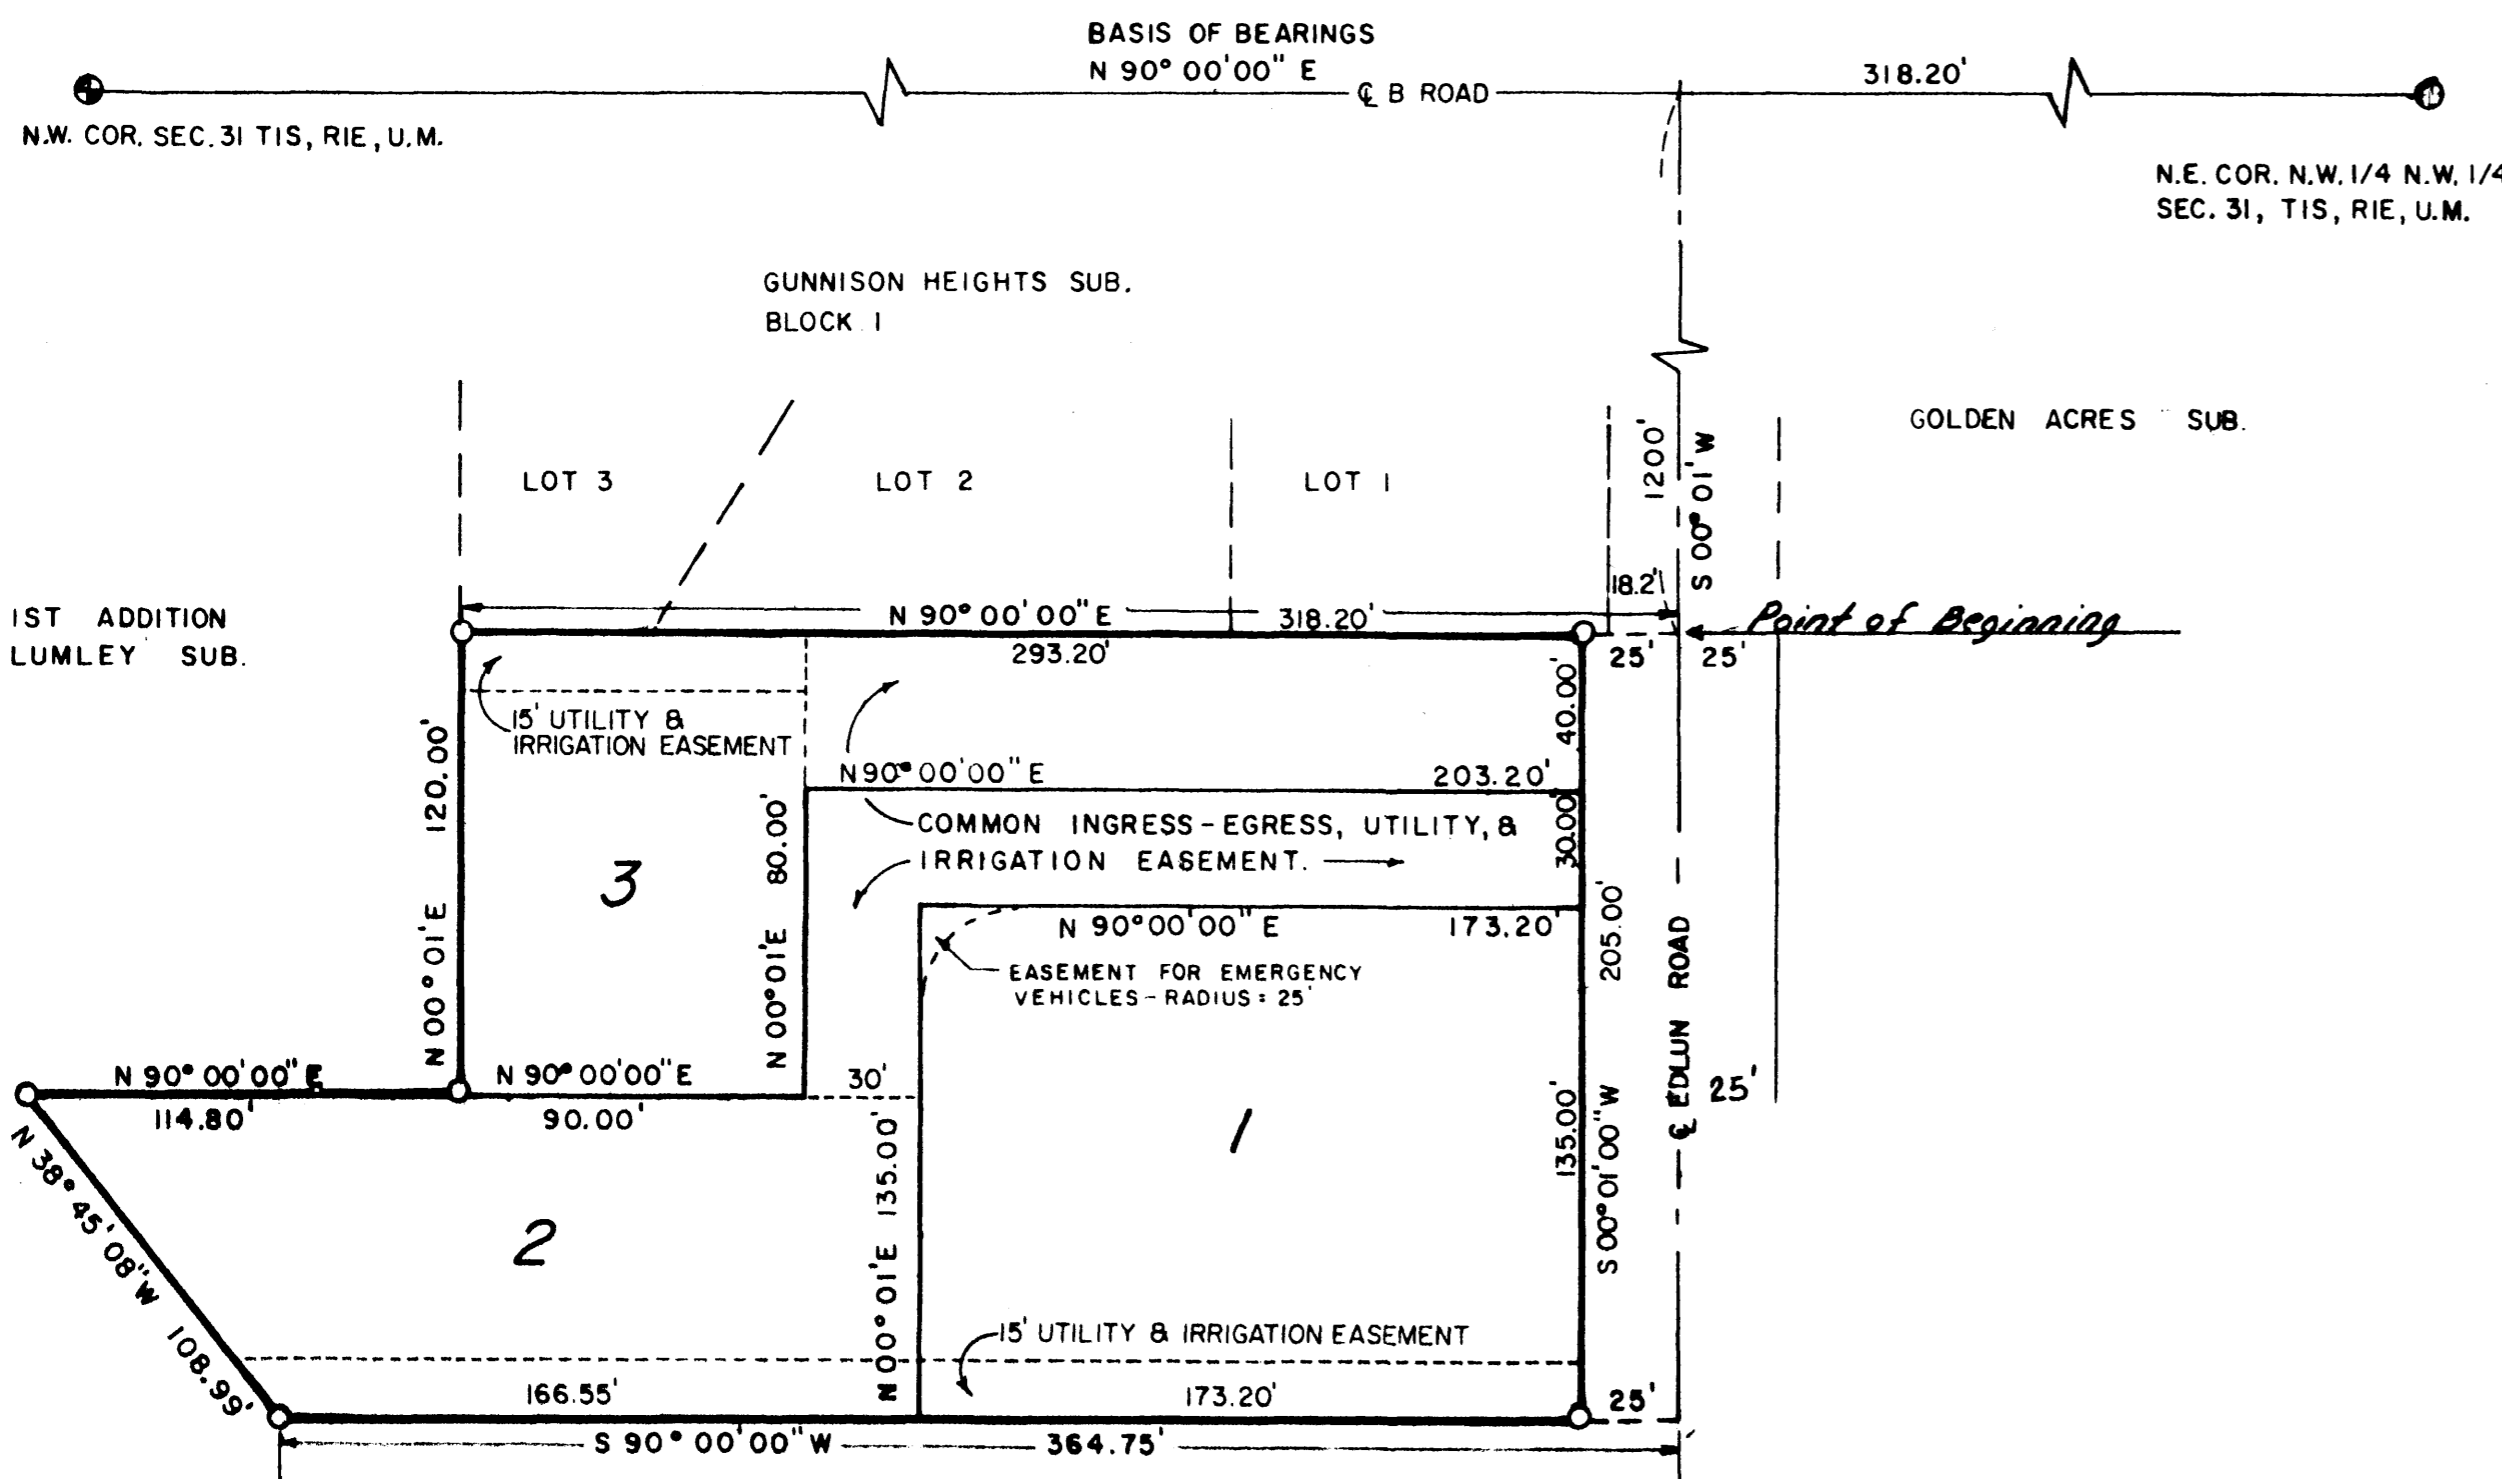 BASIS OF BEARINGS
N 90° 00'00" E
318.20'
℄ B ROAD
N.W. COR. SEC. 31 T1S, R1E, U.M.
N.E. COR. N.W. 1/4 N.W. 1/4
SEC. 31, T1S, R1E, U.M.
GUNNISON HEIGHTS SUB.
BLOCK 1
GOLDEN ACRES SUB.
1200'
S 00° 01' W
LOT 3
LOT 2
LOT 1
18.2'
1ST ADDITION
LUMLEY SUB.
N 90° 00'00" E
318.20'
Point of Beginning
293.20'
25'
25'
40.00'
15' UTILITY &
IRRIGATION EASEMENT
120.00'
N 00° 01' E
N 90° 00'00" E
203.20'
80.00'
N 00° 01' E
COMMON INGRESS-EGRESS, UTILITY, &
IRRIGATION EASEMENT.
30.00'
3
N 90° 00'00" E
173.20'
205.00'
EASEMENT FOR EMERGENCY
VEHICLES - RADIUS = 25'
℄ EDLUN ROAD
25'
N 90° 00'00" E
114.80'
N 90° 00'00" E
90.00'
30'
1
135.00'
S 00° 01' 00" W
N 38° 45' 08" W 108.99'
2
N 00° 01' E 135.00'
15' UTILITY & IRRIGATION EASEMENT
166.55'
173.20'
25'
S 90° 00' 00" W
364.75'